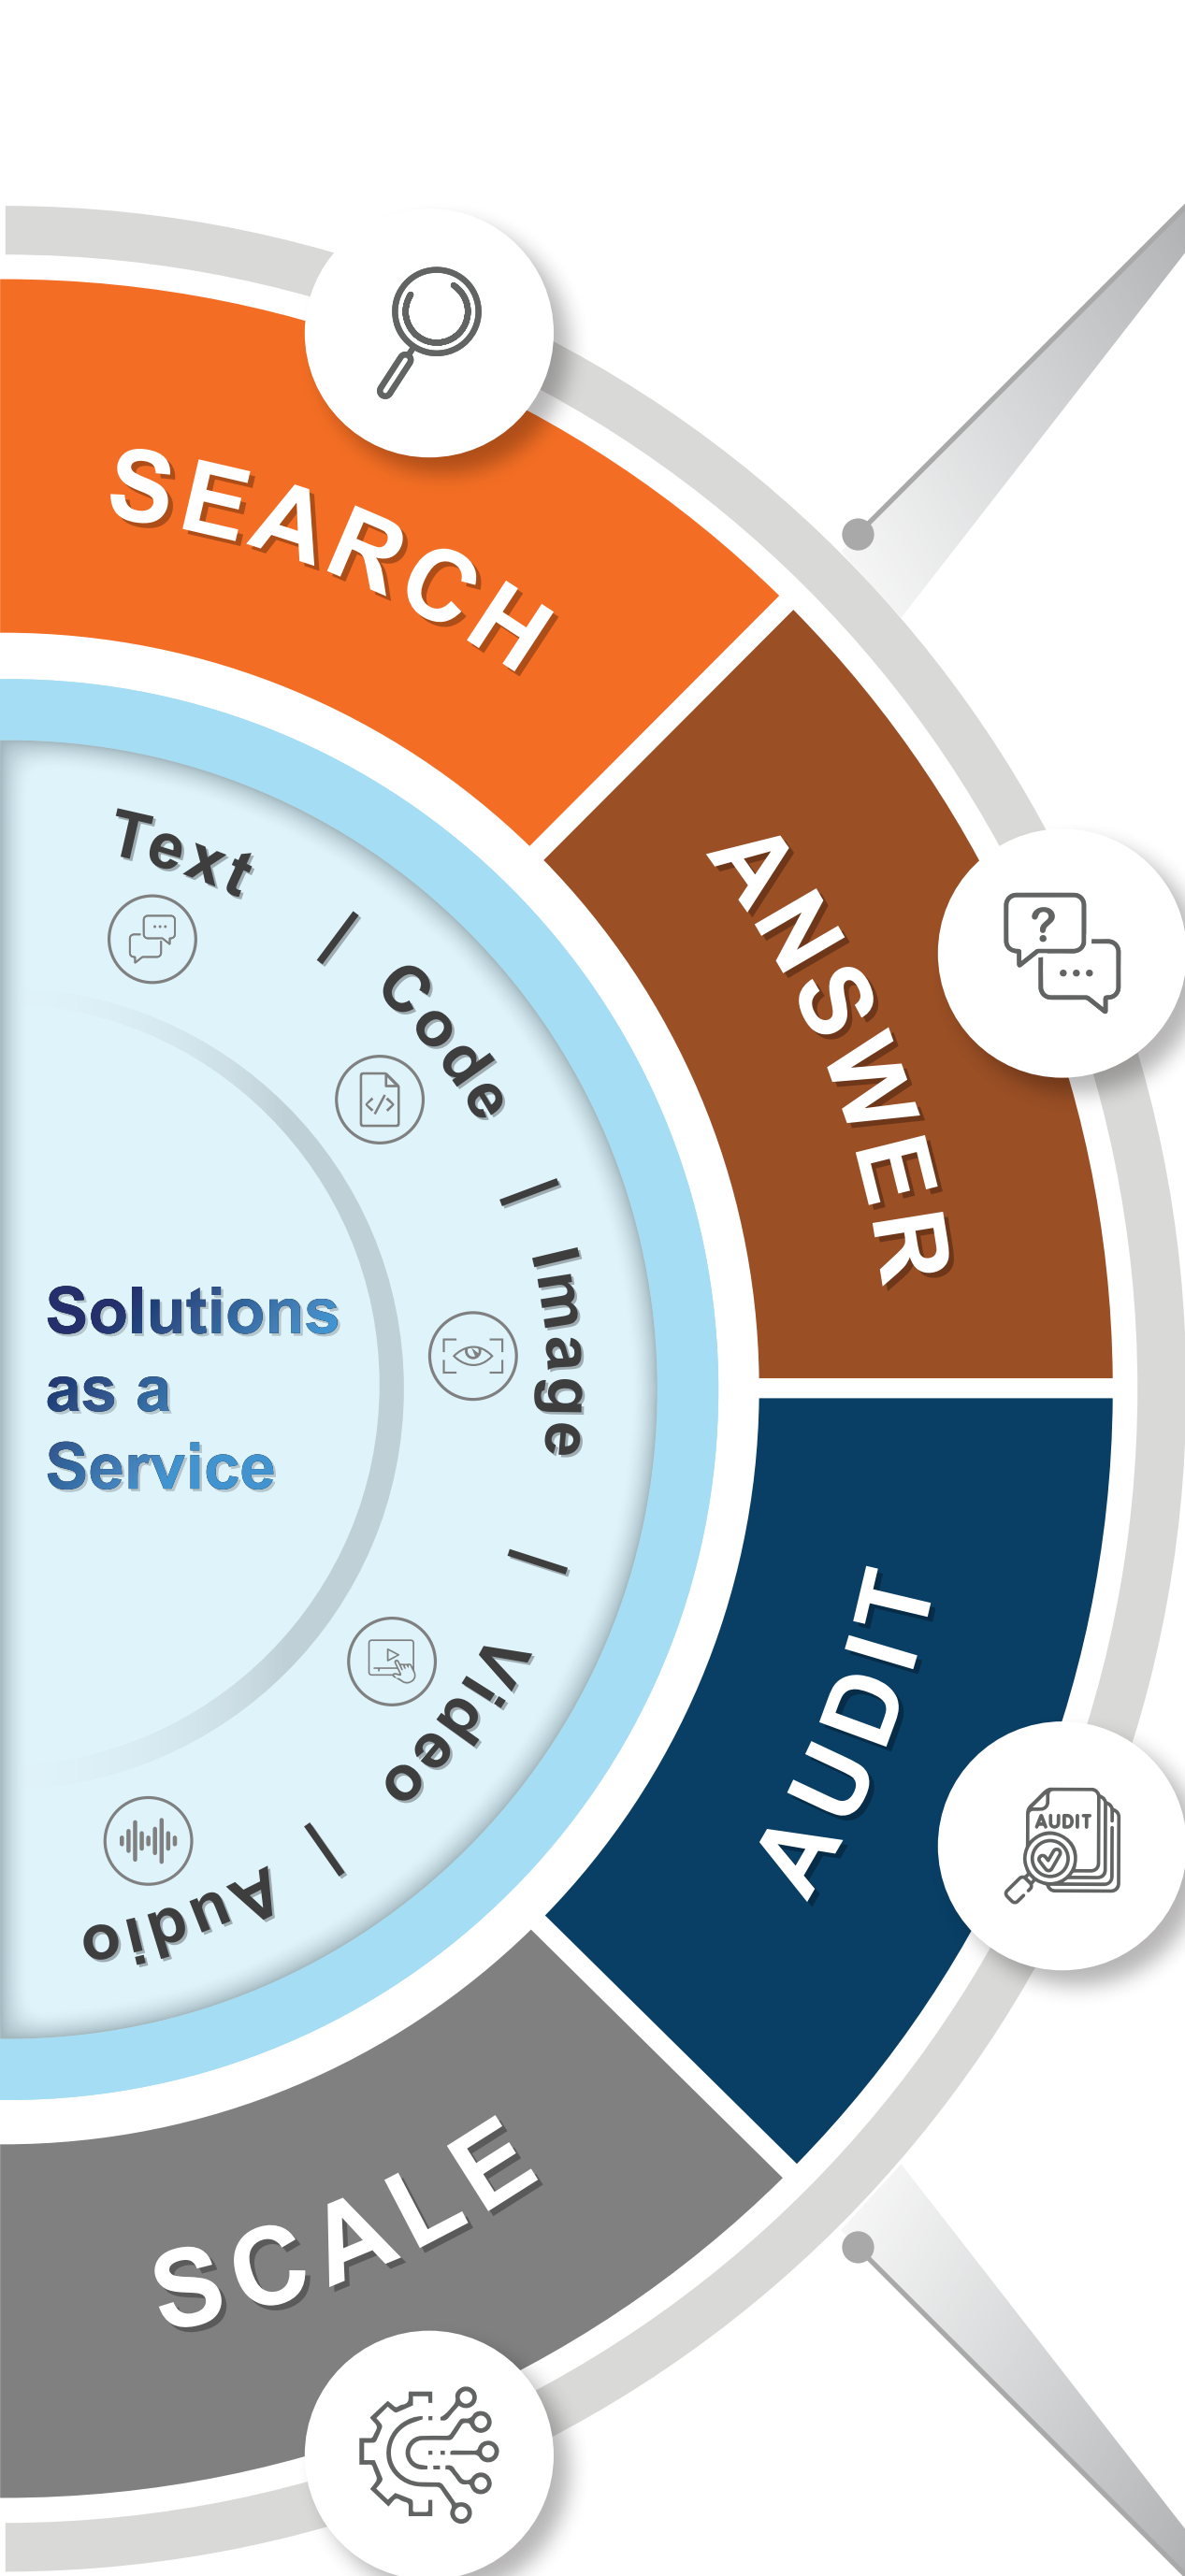 SEARCH
ANSWER
?
AUDIT
AUDIT
SCALE
Text | Code | Image | Video | Audio
</>
Solutions
as a
Service